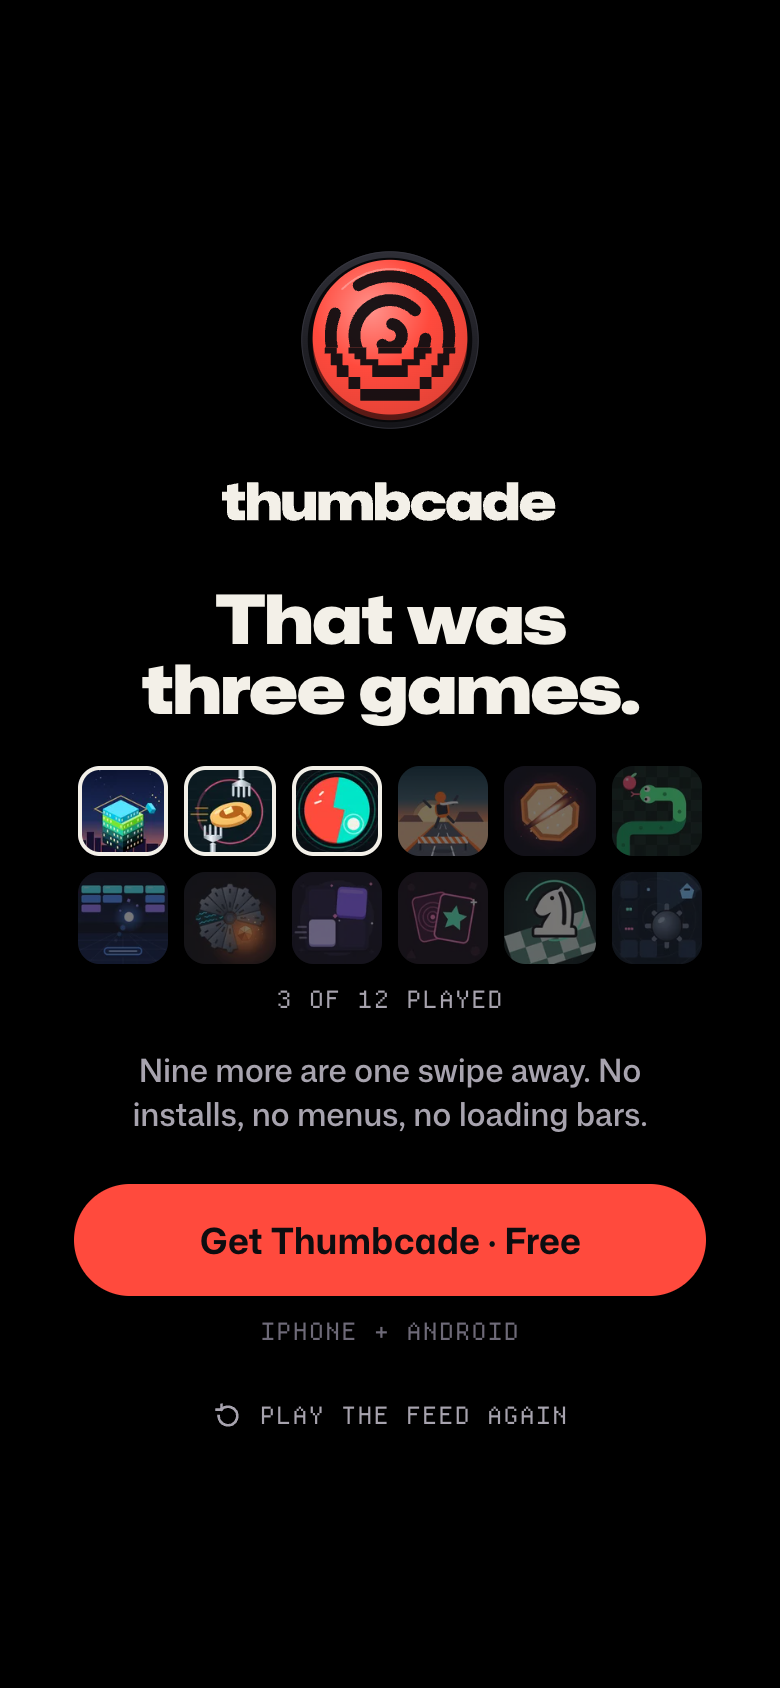 thumbcade
That was
three games.
3 OF 12 PLAYED
Nine more are one swipe away. No
installs, no menus, no loading bars.
Get Thumbcade · Free
IPHONE + ANDROID
PLAY THE FEED AGAIN